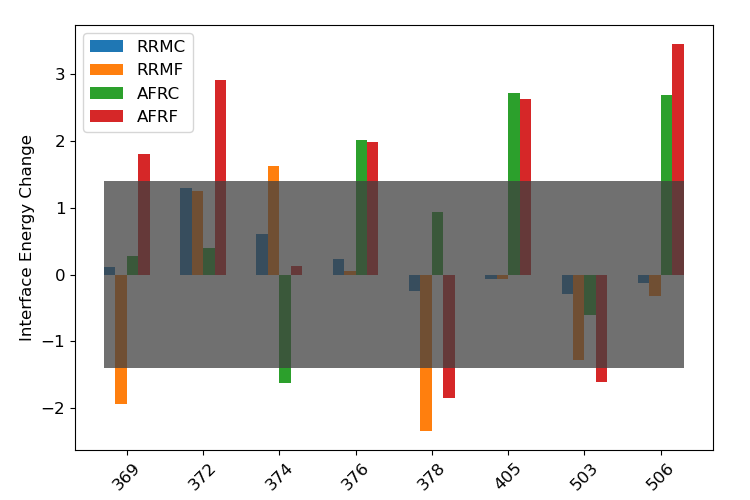 RRMC
RRMF
AFRC
AFRF
Interface Energy Change
3
2
1
0
−1
−2
369
372
374
376
378
405
503
506